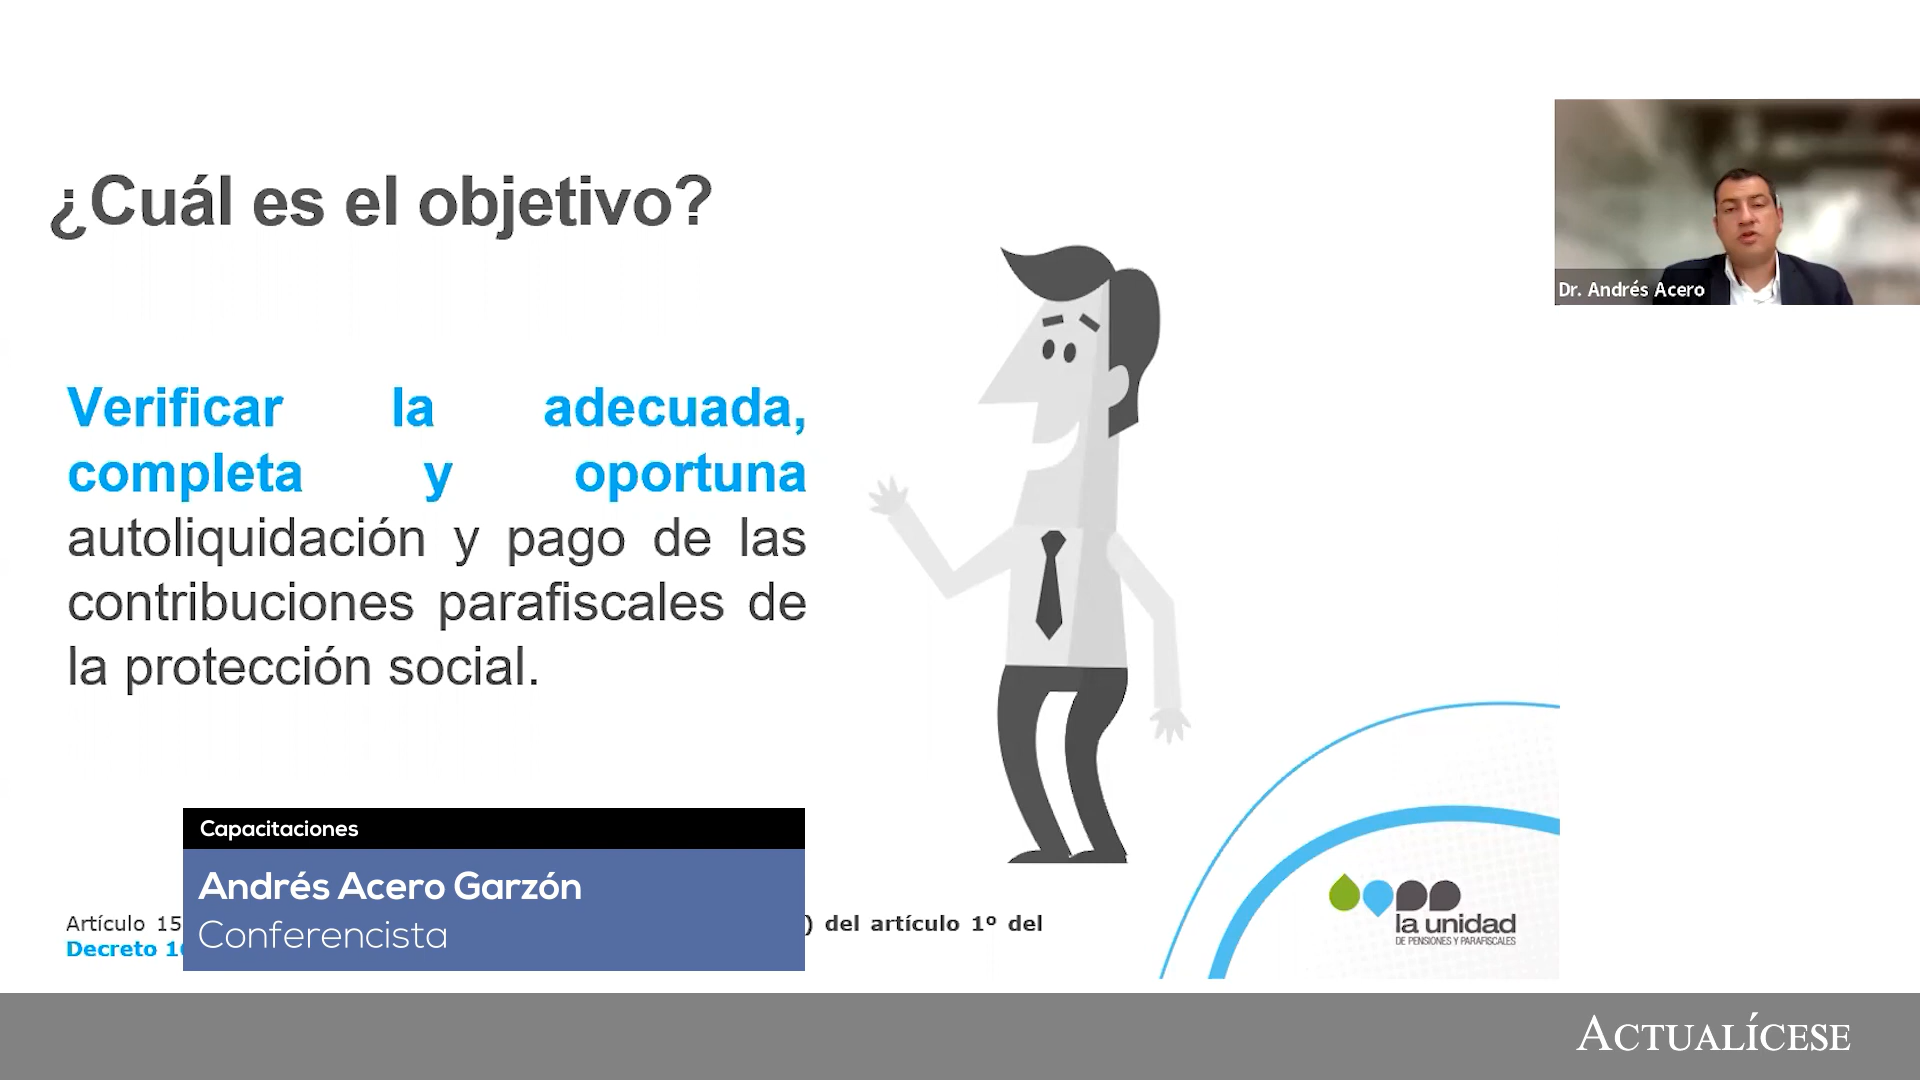 ¿Cuál es el objetivo?
Dr. Andrés Acero
Verificar la adecuada,
completa y oportuna
autoliquidación y pago de las
contribuciones parafiscales de
la protección social.
Capacitaciones
Andrés Acero Garzón
Conferencista
Artículo ) del artículo 1º del
Decreto
la unidad
DE PENSIONES Y PARAFISCALES
ACTUALÍCESE